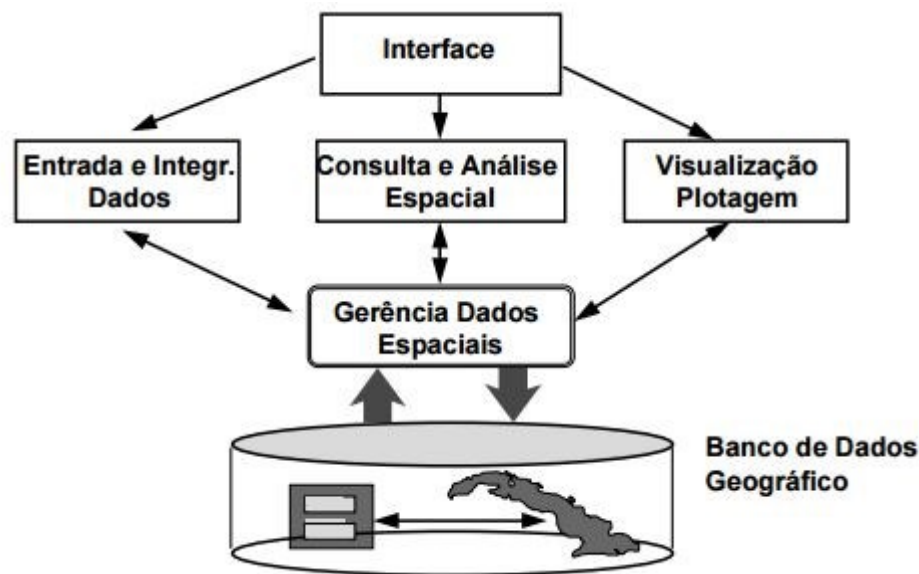 Interface
Entrada e Integr.
Dados
Consulta e Análise
Espacial
Visualização
Plotagem
Gerência Dados
Espaciais
Banco de Dados
Geográfico